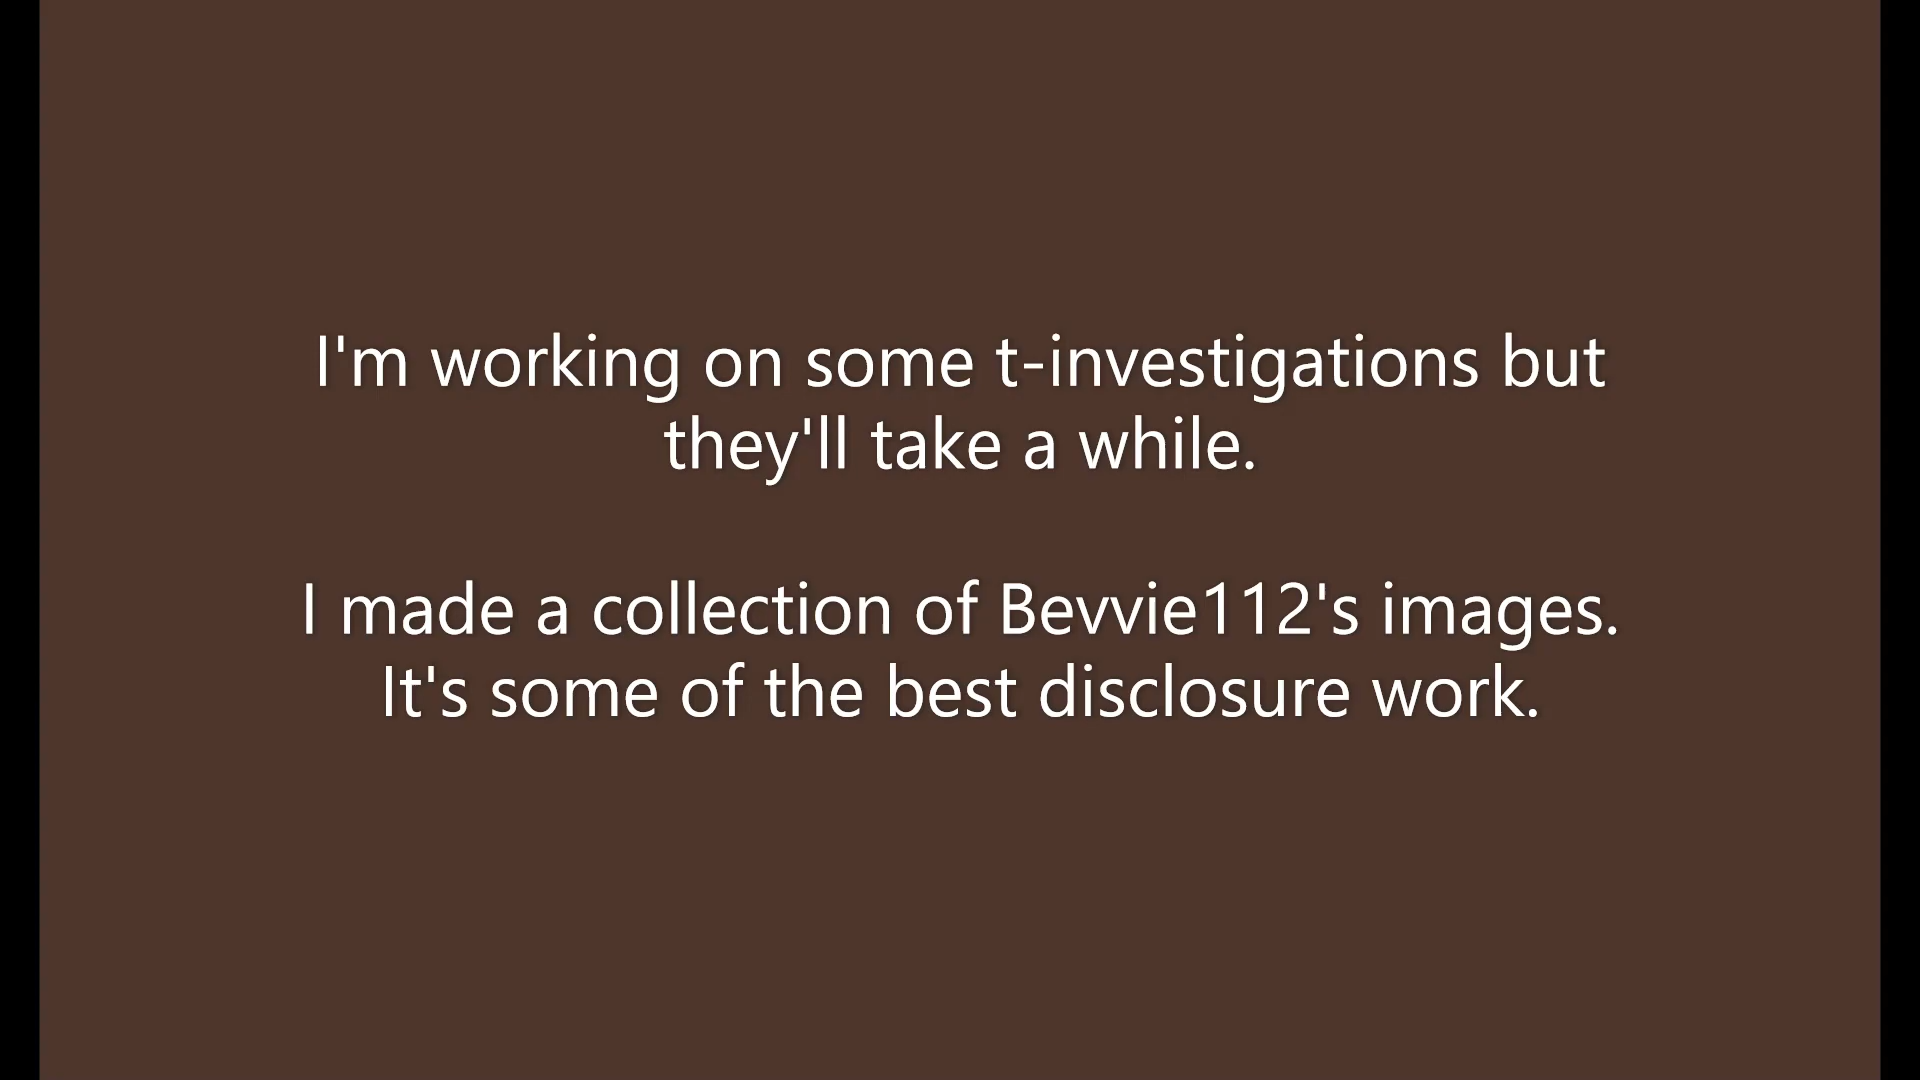 I'm working on some t-investigations but
they'll take a while.
I made a collection of Bevvie112's images.
It's some of the best disclosure work.